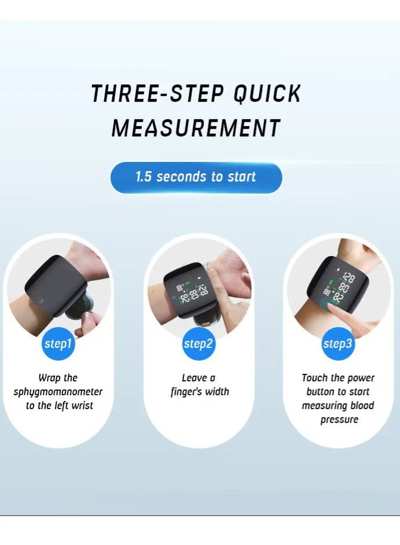 THREE-STEP QUICK
MEASUREMENT
1.5 seconds to start
step1
step2
step3
Wrap the
sphygmomanometer
to the left wrist
Leave a
finger's width
Touch the power
button to start
measuring blood
pressure